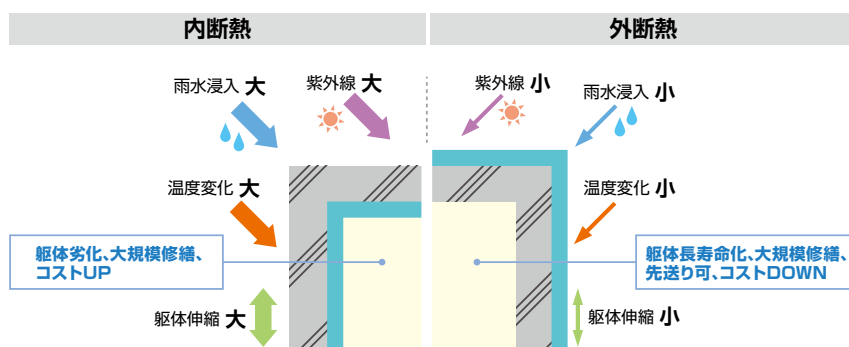 内断熱
外断熱
雨水浸入 大
紫外線 大
紫外線 小
雨水浸入 小
温度変化 大
温度変化 小
躯体劣化、大規模修繕、
コストUP
躯体長寿命化、大規模修繕、
先送り可、コストDOWN
躯体伸縮 大
躯体伸縮 小